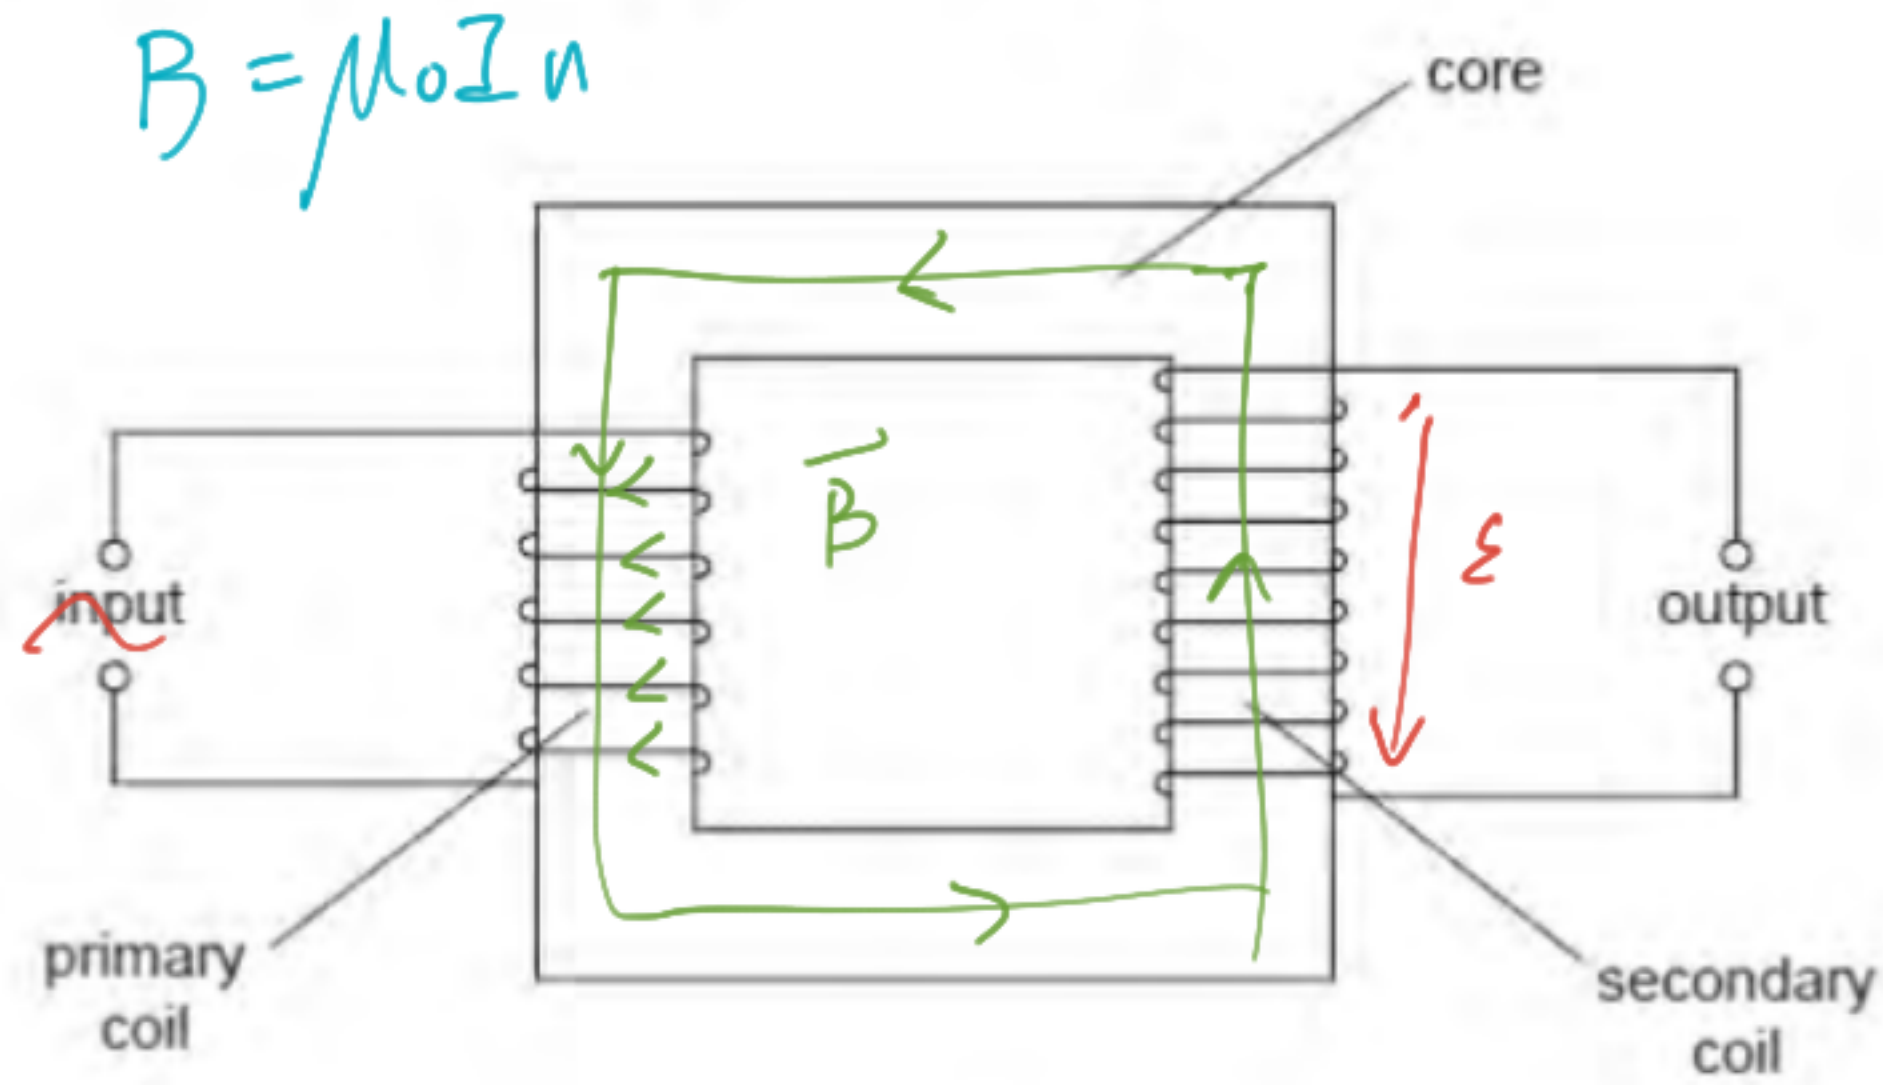 B = μ₀In
core
B
ε
input
output
primary
coil
secondary
coil